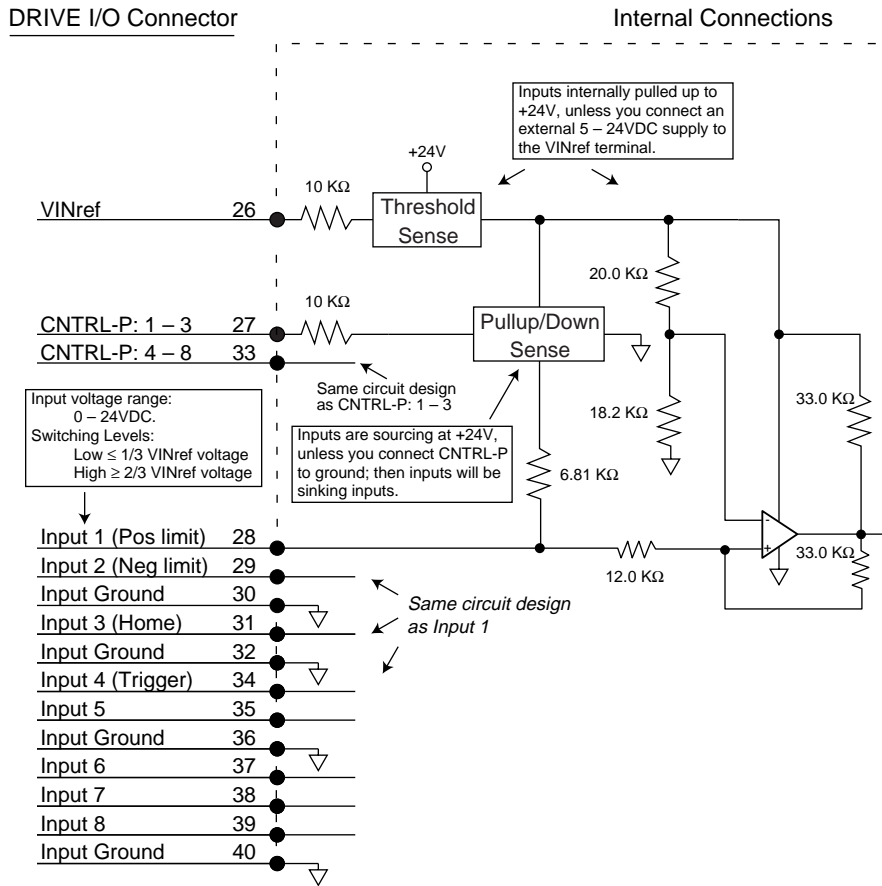 DRIVE I/O Connector
Internal Connections
Inputs internally pulled up to
+24V, unless you connect an
external 5 – 24VDC supply to
the VINref terminal.
+24V
10 KΩ
VINref 26
Threshold
Sense
20.0 KΩ
10 KΩ
CNTRL-P: 1 – 3 27
Pullup/Down
Sense
CNTRL-P: 4 – 8 33
Same circuit design
as CNTRL-P: 1 – 3
Input voltage range:
0 – 24VDC.
Switching Levels:
Low ≤ 1/3 VINref voltage
High ≥ 2/3 VINref voltage
18.2 KΩ
33.0 KΩ
Inputs are sourcing at +24V,
unless you connect CNTRL-P
to ground; then inputs will be
sinking inputs.
6.81 KΩ
Input 1 (Pos limit) 28
-
+
12.0 KΩ
33.0 KΩ
Input 2 (Neg limit) 29
Input Ground 30
Same circuit design
as Input 1
Input 3 (Home) 31
Input Ground 32
Input 4 (Trigger) 34
Input 5 35
Input Ground 36
Input 6 37
Input 7 38
Input 8 39
Input Ground 40